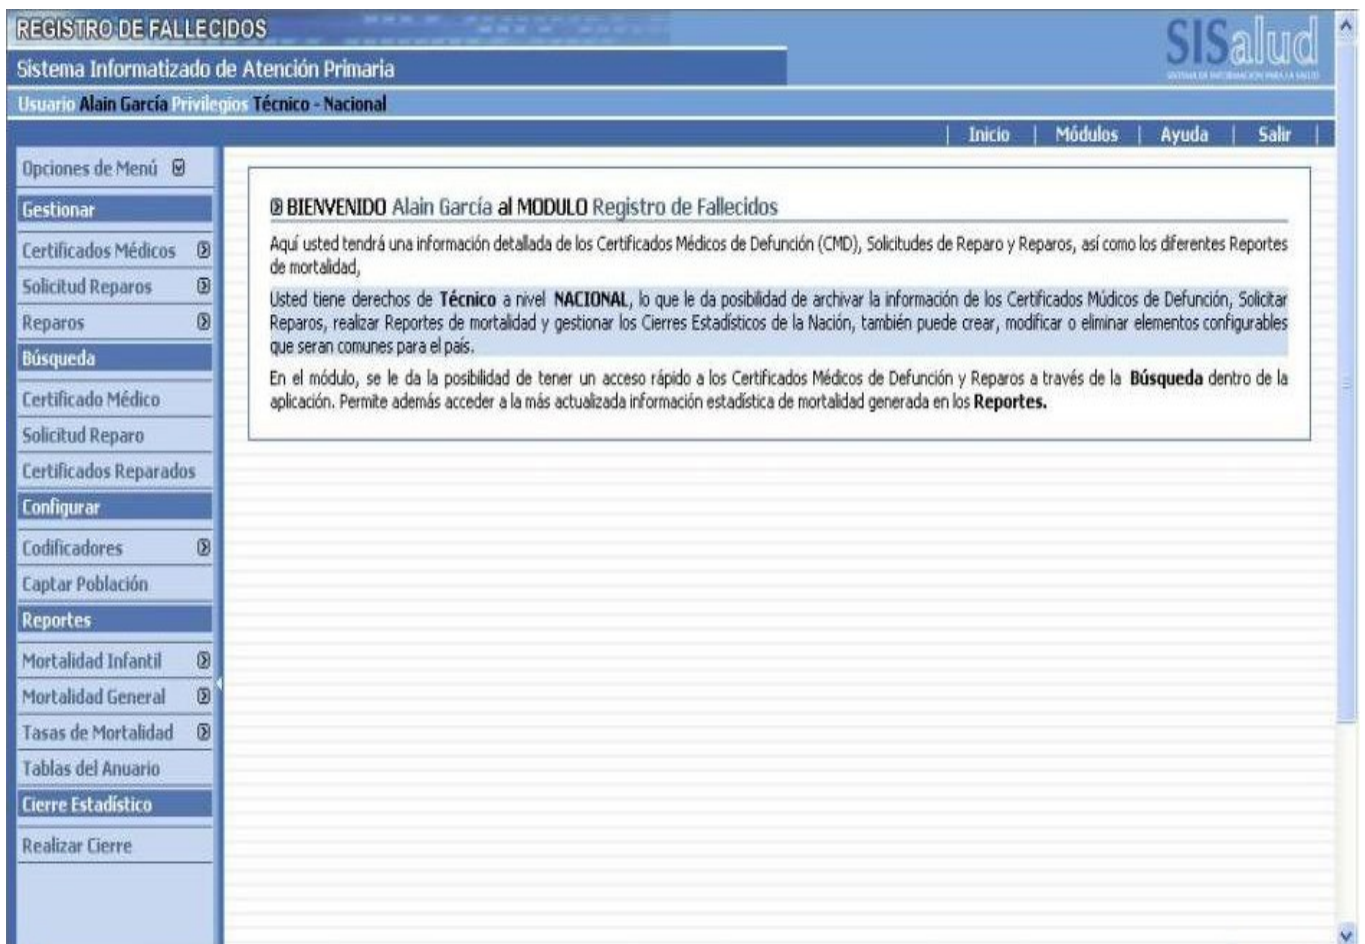 REGISTRO DE FALLECIDOS
SISalud
SISTEMA DE INFORMACIÓN PARA LA SALUD
Sistema Informatizado de Atención Primaria
Usuario Alain García Privilegios Técnico - Nacional
| Inicio | Módulos | Ayuda | Salir |
Opciones de Menú
Gestionar
Certificados Médicos
Solicitud Reparos
Reparos
Búsqueda
Certificado Médico
Solicitud Reparo
Certificados Reparados
Configurar
Codificadores
Captar Población
Reportes
Mortalidad Infantil
Mortalidad General
Tasas de Mortalidad
Tablas del Anuario
Cierre Estadístico
Realizar Cierre
BIENVENIDO Alain García al MODULO Registro de Fallecidos
Aquí usted tendrá una información detallada de los Certificados Médicos de Defunción (CMD), Solicitudes de Reparo y Reparos, así como los diferentes Reportes
de mortalidad,
Usted tiene derechos de Técnico a nivel NACIONAL, lo que le da posibilidad de archivar la información de los Certificados Múdicos de Defunción, Solicitar
Reparos, realizar Reportes de mortalidad y gestionar los Cierres Estadísticos de la Nación, también puede crear, modificar o eliminar elementos configurables
que seran comunes para el país.
En el módulo, se le da la posibilidad de tener un acceso rápido a los Certificados Médicos de Defunción y Reparos a través de la Búsqueda dentro de la
aplicación. Permite además acceder a la más actualizada información estadística de mortalidad generada en los Reportes.